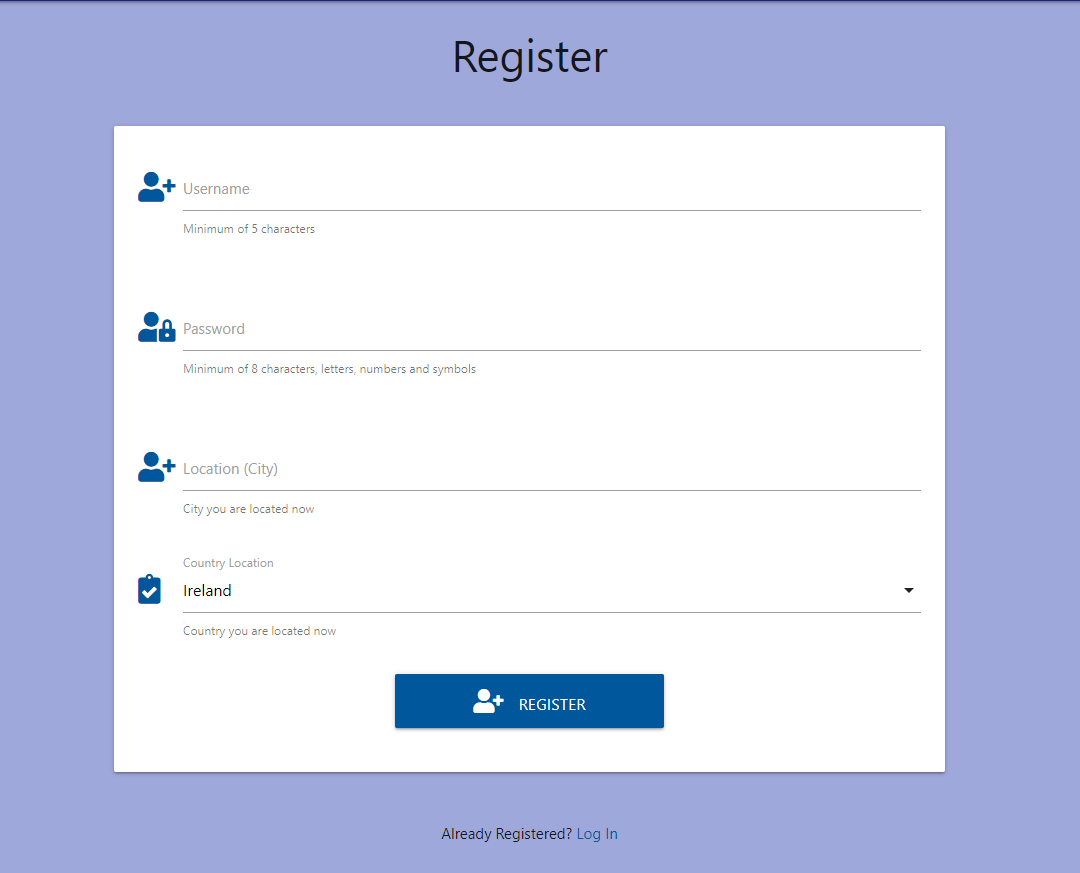 Register
Username
Minimum of 5 characters
Password
Minimum of 8 characters, letters, numbers and symbols
Location (City)
City you are located now
Country Location
Ireland
Country you are located now
REGISTER
Already Registered? Log In